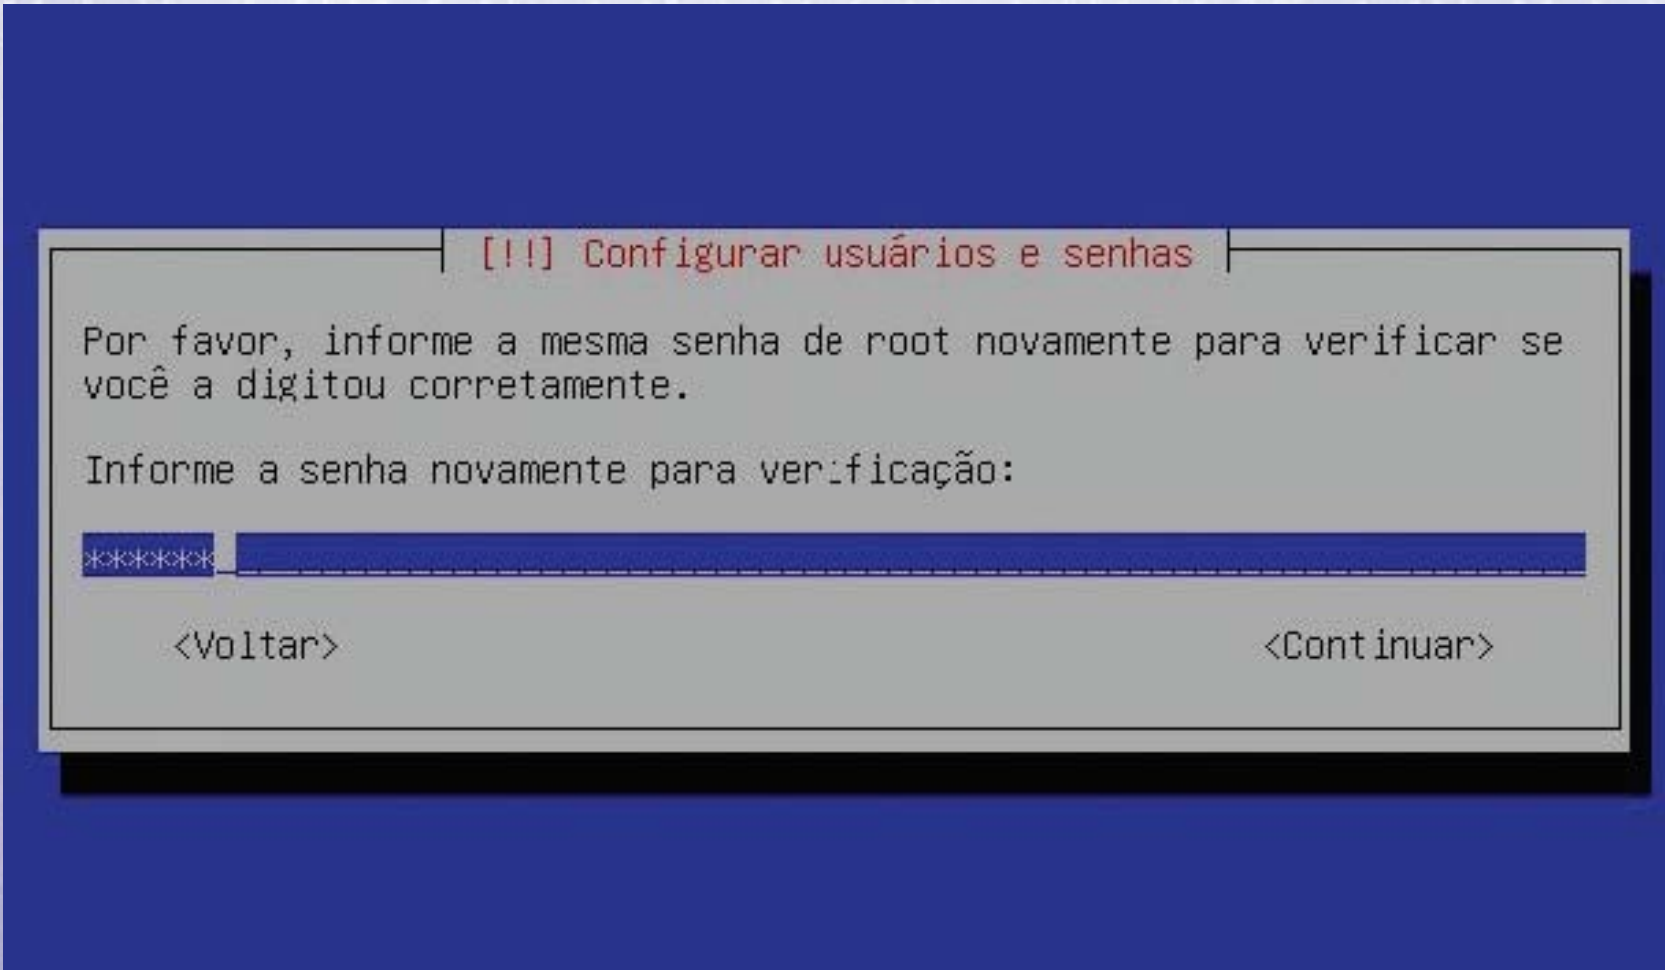 [!!] Configurar usuários e senhas
Por favor, informe a mesma senha de root novamente para verificar se
você a digitou corretamente.
Informe a senha novamente para verificação:
******
<Voltar> <Continuar>